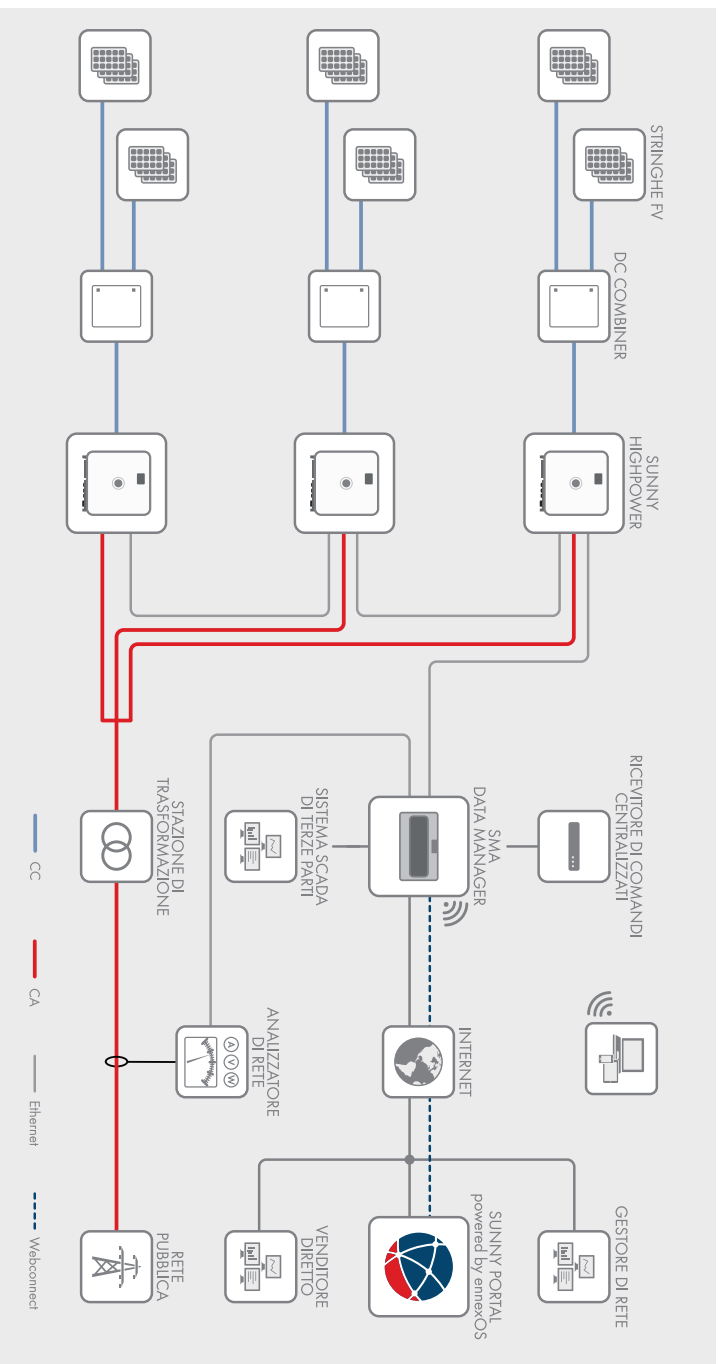 STRINGHE FV
DC COMBINER
SUNNY
HIGHPOWER
RICEVITORE DI COMANDI
CENTRALIZZATI
GESTORE DI RETE
SMA
DATA MANAGER
INTERNET
SUNNY PORTAL
powered by ennexOS
SISTEMA SCADA
DI TERZE PARTI
VENDITORE
DIRETTO
ANALIZZATORE
DI RETE
A V W
STAZIONE DI
TRASFORMAZIONE
RETE
PUBBLICA
CC
CA
Ethernet
Webconnect